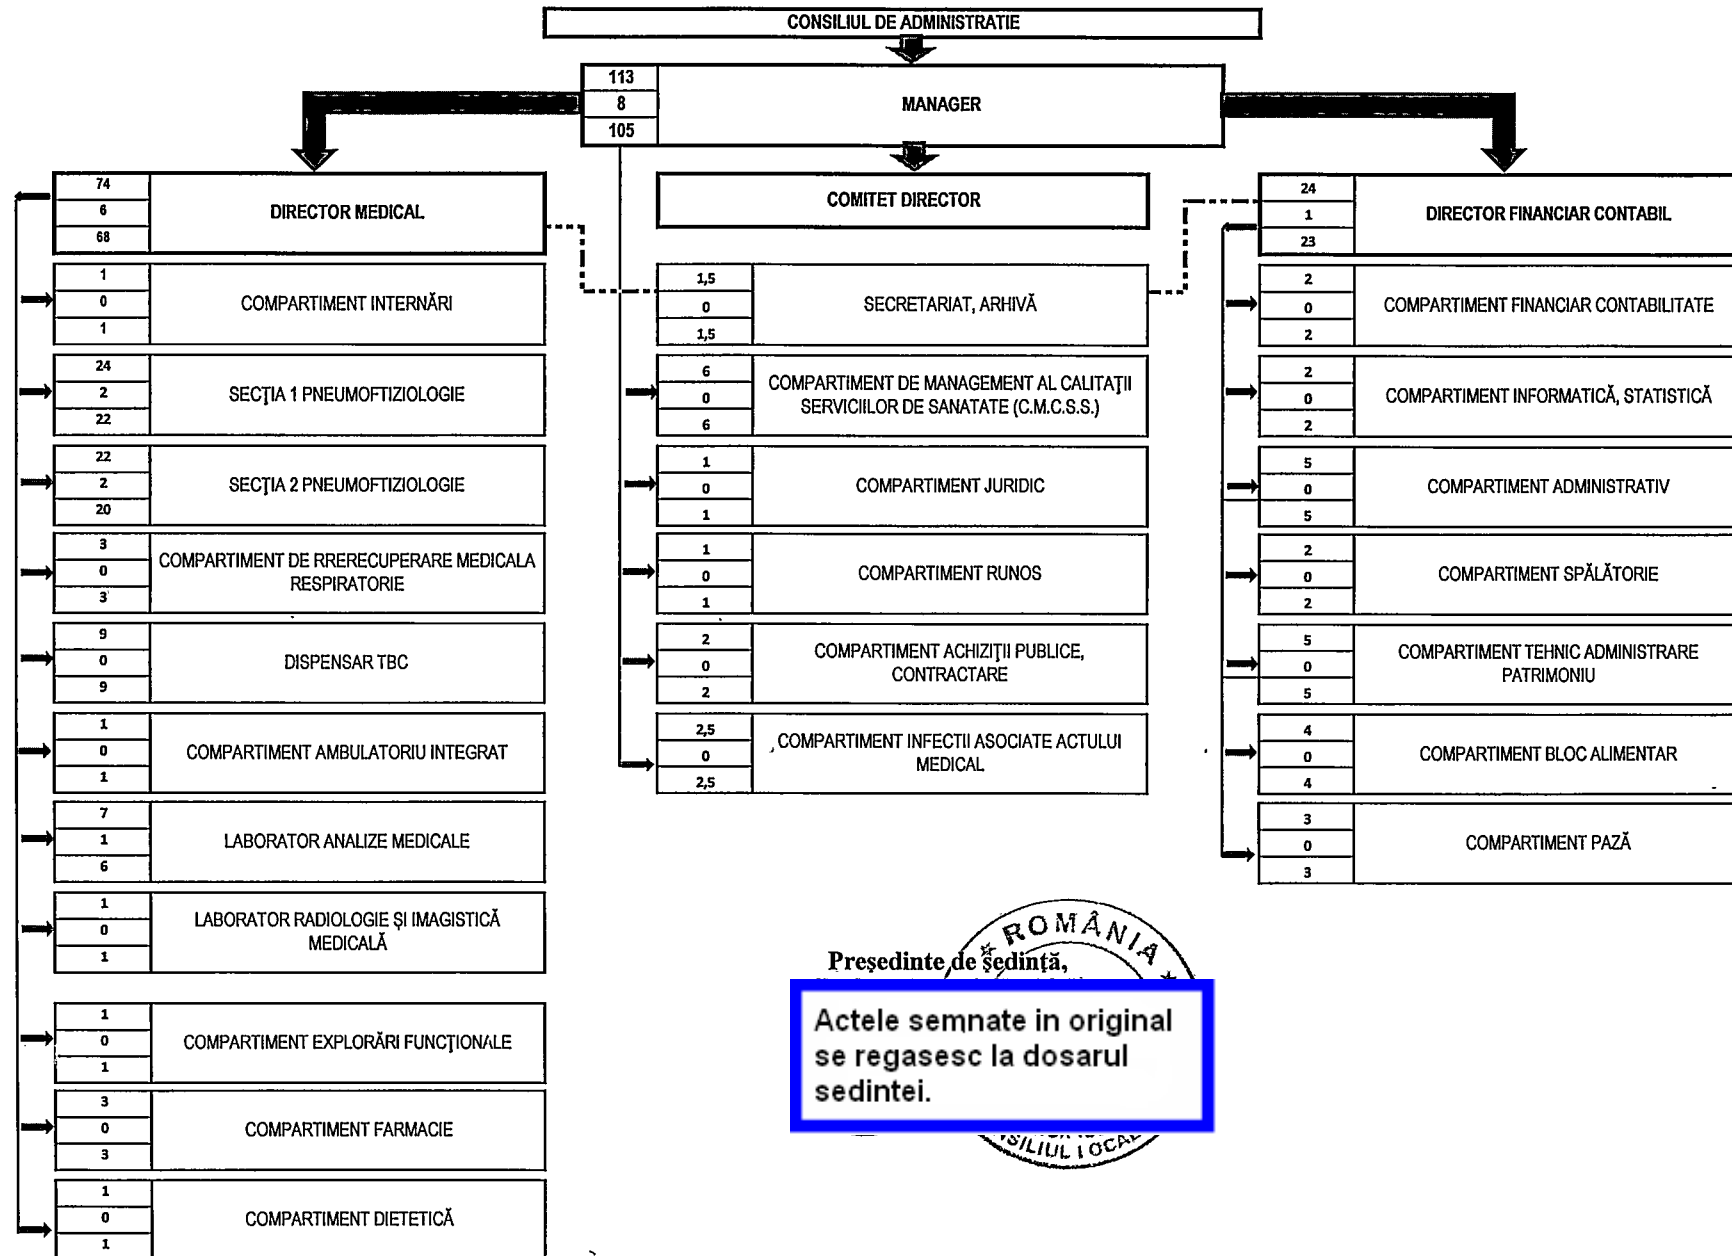 CONSILIUL DE ADMINISTRATIE
113
8
105
MANAGER
74
6
68
DIRECTOR MEDICAL
COMITET DIRECTOR
24
1
23
DIRECTOR FINANCIAR CONTABIL
1
0
1
COMPARTIMENT INTERNĂRI
24
2
22
SECŢIA 1 PNEUMOFTIZIOLOGIE
22
2
20
SECŢIA 2 PNEUMOFTIZIOLOGIE
3
0
3
COMPARTIMENT DE RRERECUPERARE MEDICALA
RESPIRATORIE
9
0
9
DISPENSAR TBC
1
0
1
COMPARTIMENT AMBULATORIU INTEGRAT
7
1
6
LABORATOR ANALIZE MEDICALE
1
0
1
LABORATOR RADIOLOGIE ŞI IMAGISTICĂ
MEDICALĂ
1
0
1
COMPARTIMENT EXPLORĂRI FUNCŢIONALE
3
0
3
COMPARTIMENT FARMACIE
1
0
1
COMPARTIMENT DIETETICĂ
1,5
0
1,5
SECRETARIAT, ARHIVĂ
6
0
6
COMPARTIMENT DE MANAGEMENT AL CALITAŢII
SERVICIILOR DE SANATATE (C.M.C.S.S.)
1
0
1
COMPARTIMENT JURIDIC
1
0
1
COMPARTIMENT RUNOS
2
0
2
COMPARTIMENT ACHIZIŢII PUBLICE,
CONTRACTARE
2,5
0
2,5
COMPARTIMENT INFECTII ASOCIATE ACTULUI
MEDICAL
2
0
2
COMPARTIMENT FINANCIAR CONTABILITATE
2
0
2
COMPARTIMENT INFORMATICĂ, STATISTICĂ
5
0
5
COMPARTIMENT ADMINISTRATIV
2
0
2
COMPARTIMENT SPĂLĂTORIE
5
0
5
COMPARTIMENT TEHNIC ADMINISTRARE
PATRIMONIU
4
0
4
COMPARTIMENT BLOC ALIMENTAR
3
0
3
COMPARTIMENT PAZĂ
ROMÂNIA
Preşedinte de şedinţă,
Actele semnate in original
se regasesc la dosarul
sedintei.